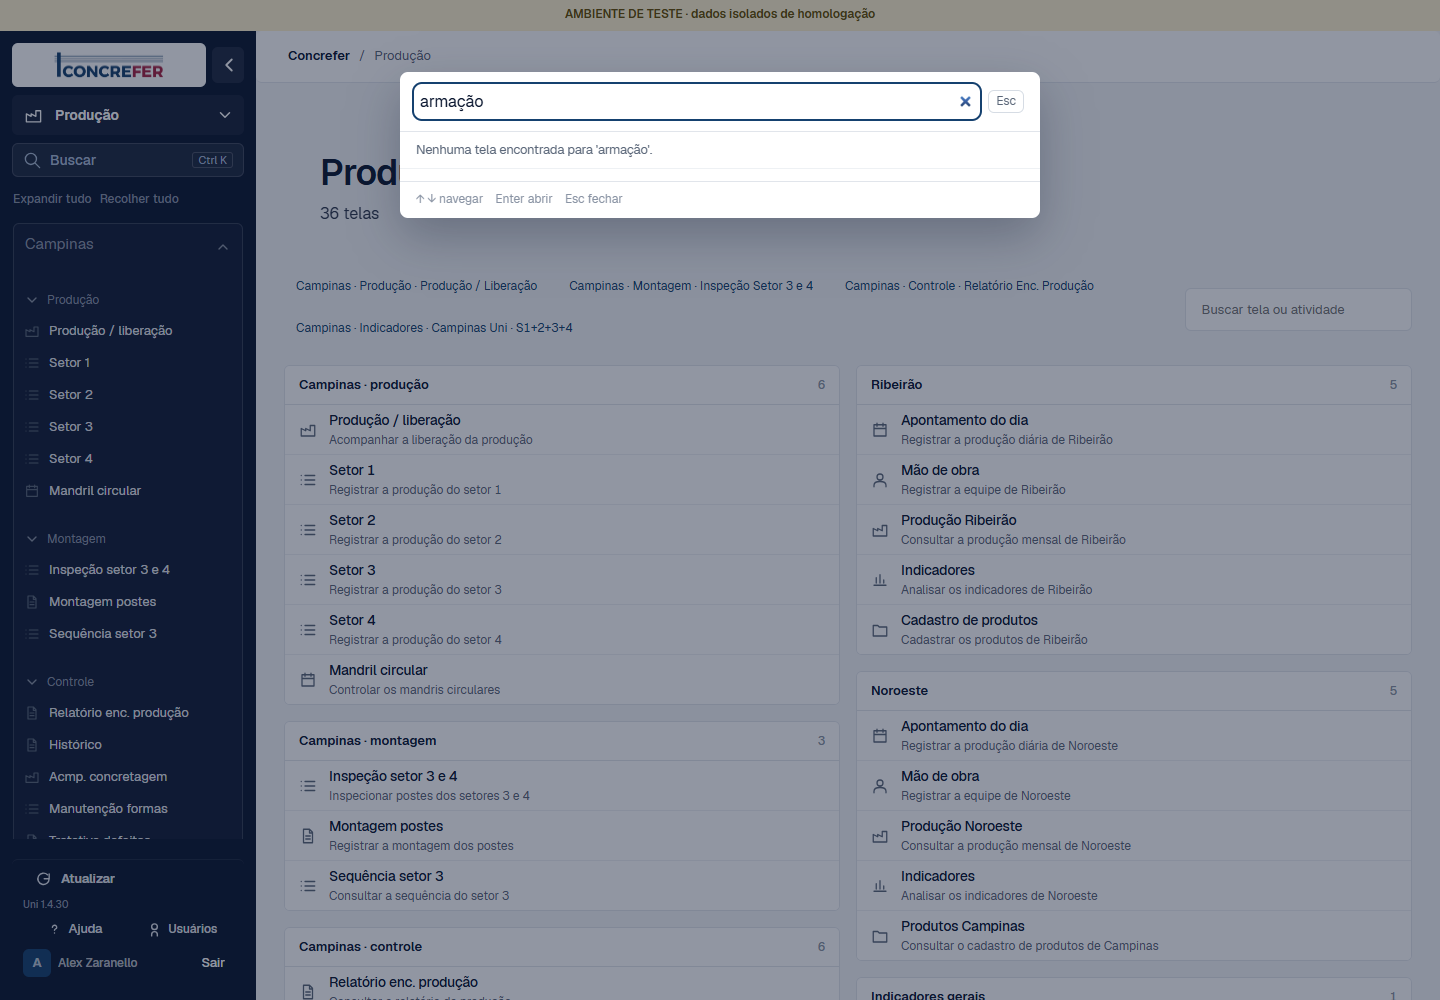 AMBIENTE DE TESTE · dados isolados de homologação
CONCREFER
Produção
Buscar
Ctrl K
Expandir tudo Recolher tudo
Campinas
Produção
Produção / liberação
Setor 1
Setor 2
Setor 3
Setor 4
Mandril circular
Montagem
Inspeção setor 3 e 4
Montagem postes
Sequência setor 3
Controle
Relatório enc. produção
Histórico
Acmp. concretagem
Manutenção formas
Atualizar
Uni 1.4.30
? Ajuda
Usuários
A Alex Zaranello
Sair
Concrefer / Produção
armação
Esc
Nenhuma tela encontrada para 'armação'.
↑ ↓ navegar Enter abrir Esc fechar
36 telas
Campinas · Produção · Produção / Liberação
Campinas · Montagem · Inspeção Setor 3 e 4
Campinas · Controle · Relatório Enc. Produção
Campinas · Indicadores · Campinas Uni · S1+2+3+4
Buscar tela ou atividade
Campinas · produção 6
Produção / liberação
Acompanhar a liberação da produção
Setor 1
Registrar a produção do setor 1
Setor 2
Registrar a produção do setor 2
Setor 3
Registrar a produção do setor 3
Setor 4
Registrar a produção do setor 4
Mandril circular
Controlar os mandris circulares
Campinas · montagem 3
Inspeção setor 3 e 4
Inspecionar postes dos setores 3 e 4
Montagem postes
Registrar a montagem dos postes
Sequência setor 3
Consultar a sequência do setor 3
Campinas · controle 6
Relatório enc. produção
Ribeirão 5
Apontamento do dia
Registrar a produção diária de Ribeirão
Mão de obra
Registrar a equipe de Ribeirão
Produção Ribeirão
Consultar a produção mensal de Ribeirão
Indicadores
Analisar os indicadores de Ribeirão
Cadastro de produtos
Cadastrar os produtos de Ribeirão
Noroeste 5
Apontamento do dia
Registrar a produção diária de Noroeste
Mão de obra
Registrar a equipe de Noroeste
Produção Noroeste
Consultar a produção mensal de Noroeste
Indicadores
Analisar os indicadores de Noroeste
Produtos Campinas
Consultar o cadastro de produtos de Campinas
Indicadores gerais 1